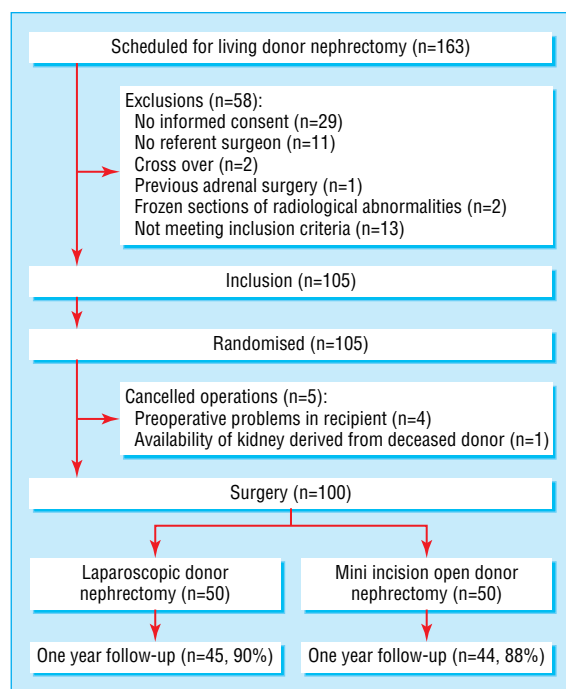 Scheduled for living donor nephrectomy (n=163)
Exclusions (n=58):
No informed consent (n=29)
No referent surgeon (n=11)
Cross over (n=2)
Previous adrenal surgery (n=1)
Frozen sections of radiological abnormalities (n=2)
Not meeting inclusion criteria (n=13)
Inclusion (n=105)
Randomised (n=105)
Cancelled operations (n=5):
Preoperative problems in recipient (n=4)
Availability of kidney derived from deceased donor (n=1)
Surgery (n=100)
Laparoscopic donor
nephrectomy (n=50)
Mini incision open donor
nephrectomy (n=50)
One year follow-up (n=45, 90%)
One year follow-up (n=44, 88%)